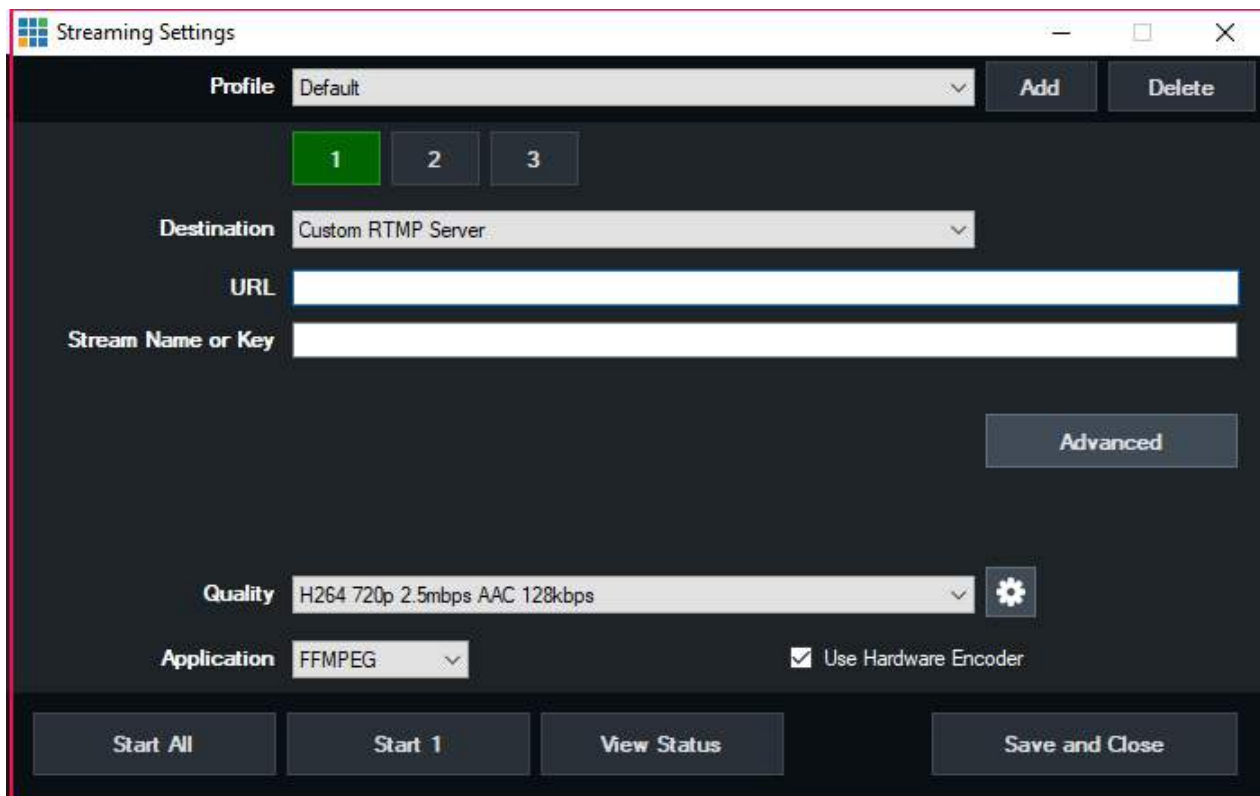 Streaming Settings
Profile Default Add Delete
1 2 3
Destination Custom RTMP Server
URL
Stream Name or Key
Advanced
Quality H264 720p 2.5mbps AAC 128kbps
Application FFMPEG Use Hardware Encoder
Start All Start 1 View Status Save and Close